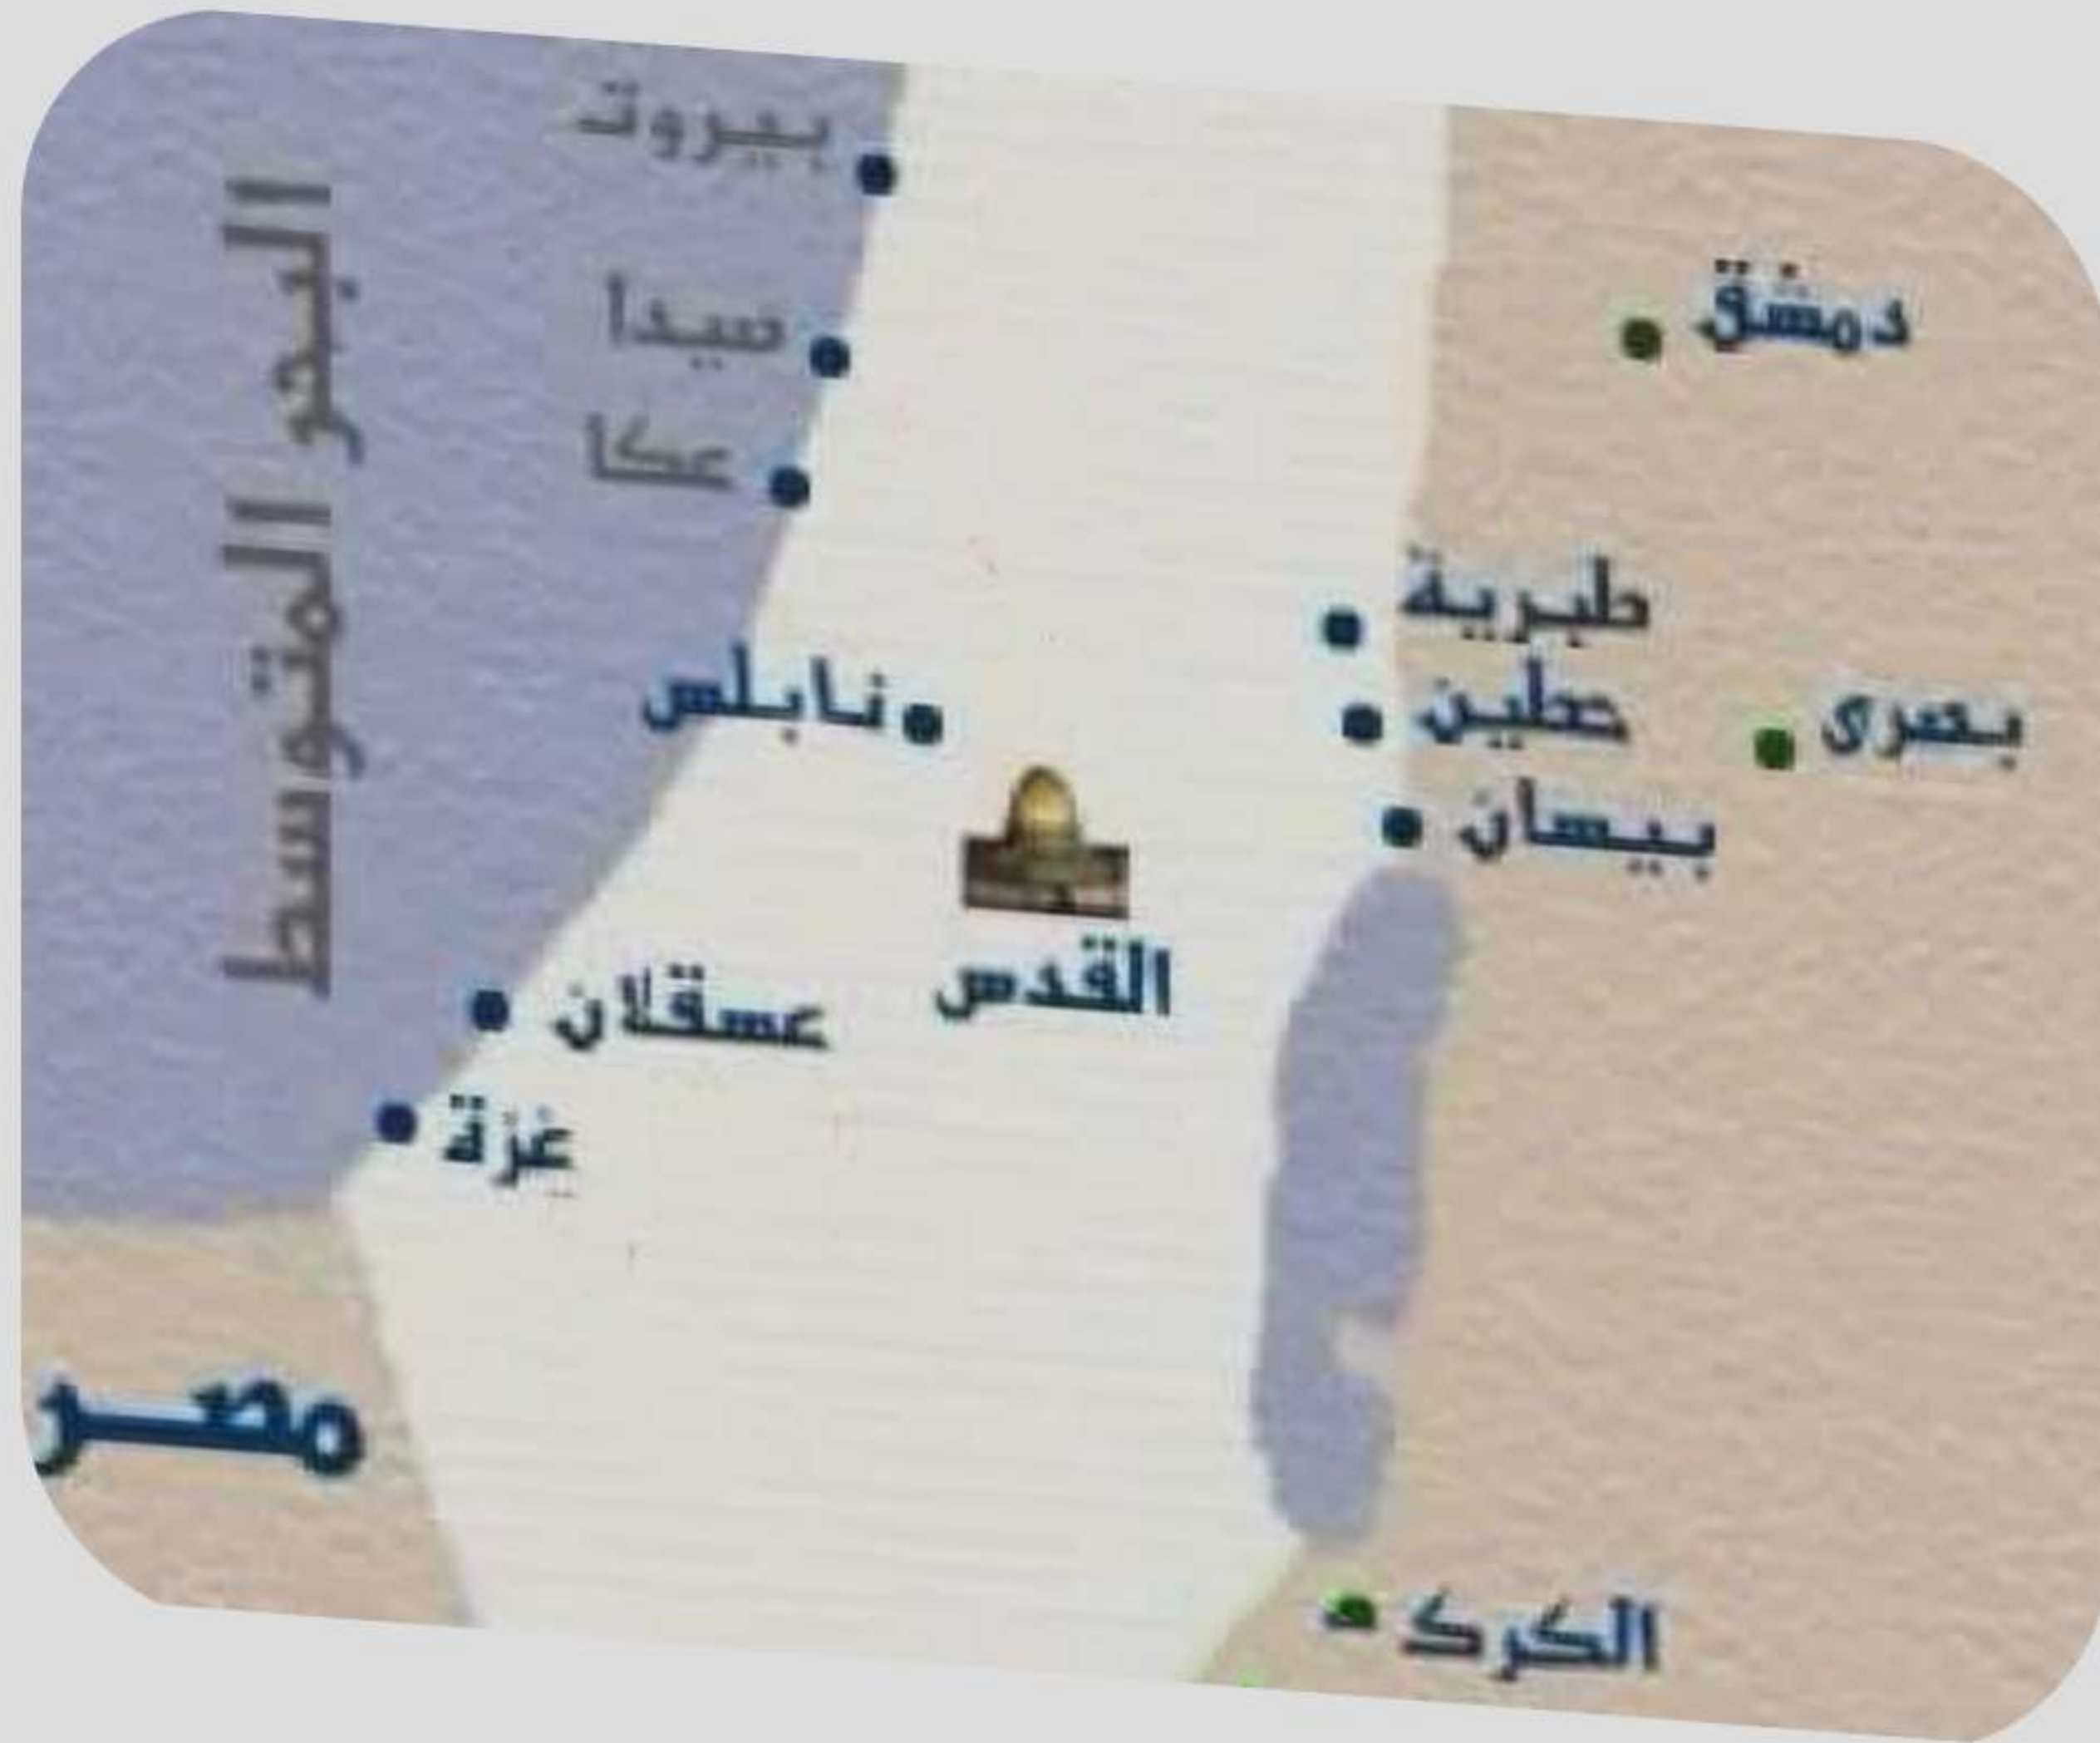 بيروت
البحر المتوسط
صيدا
دمشق
عكا
طبرية
نابلس
حطين
بصرى
بيسان
القدس
عسقلان
غزة
مصر
الكرك